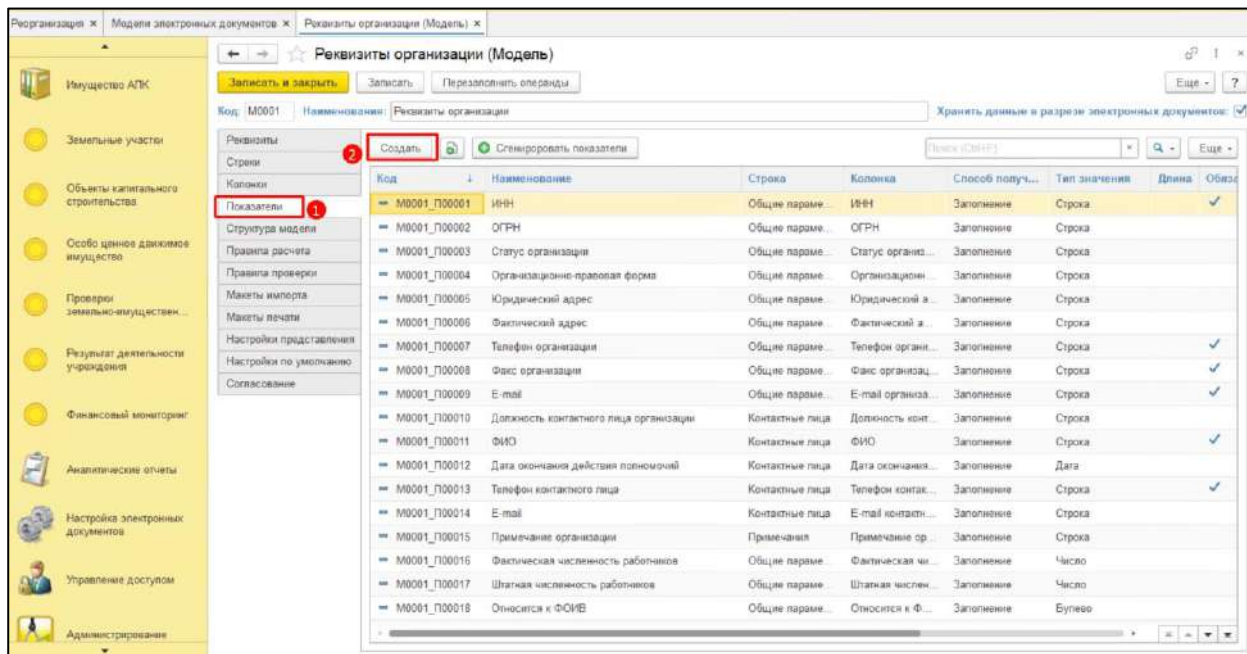 Реорганизация × Модели электронных документов × Реквизиты организации (Модель) ×
Реквизиты организации (Модель)
Записать и закрыть Записать Перезаполнить операнды Еще ?
Код: М0001 Наименование: Реквизиты организации Хранить данные в разрезе электронных документов:
Имущество АПК
Земельные участки
Объекты капитального
строительства
Особо ценное движимое
имущество
Проверки
земельно-имуществен...
Результат деятельности
учреждения
Финансовый мониторинг
Аналитические отчеты
Настройка электронных
документов
Управление доступом
Администрирование
Реквизиты
Строки
Колонки
Показатели 1
Структура модели
Правила расчета
Правила проверки
Макеты импорта
Макеты печати
Настройки представления
Настройки по умолчанию
Согласование
2 Создать Сгенерировать показатели Поиск (Ctrl+F) × Еще
Код ↓ Наименование Строка Колонка Способ получ... Тип значения Длина Обяза
М0001_П00001 ИНН Общие параме... ИНН Заполнение Строка ✓
М0001_П00002 ОГРН Общие параме... ОГРН Заполнение Строка
М0001_П00003 Статус организации Общие параме... Статус организ... Заполнение Строка
М0001_П00004 Организационно-правовая форма Общие параме... Организационн... Заполнение Строка
М0001_П00005 Юридический адрес Общие параме... Юридический а... Заполнение Строка
М0001_П00006 Фактический адрес Общие параме... Фактический а... Заполнение Строка
М0001_П00007 Телефон организации Общие параме... Телефон органи... Заполнение Строка ✓
М0001_П00008 Факс организации Общие параме... Факс организац... Заполнение Строка ✓
М0001_П00009 E-mail Общие параме... E-mail организа... Заполнение Строка ✓
М0001_П00010 Должность контактного лица организации Контактные лица Должность конт... Заполнение Строка
М0001_П00011 ФИО Контактные лица ФИО Заполнение Строка ✓
М0001_П00012 Дата окончания действия полномочий Контактные лица Дата окончания... Заполнение Дата
М0001_П00013 Телефон контактного лица Контактные лица Телефон контак... Заполнение Строка ✓
М0001_П00014 E-mail Контактные лица E-mail контактн... Заполнение Строка
М0001_П00015 Примечание организации Примечания Примечание ор... Заполнение Строка
М0001_П00016 Фактическая численность работников Общие параме... Фактическая чи... Заполнение Число
М0001_П00017 Штатная численность работников Общие параме... Штатная числен... Заполнение Число
М0001_П00018 Относится к ФОИВ Общие параме... Относится к Ф... Заполнение Булево